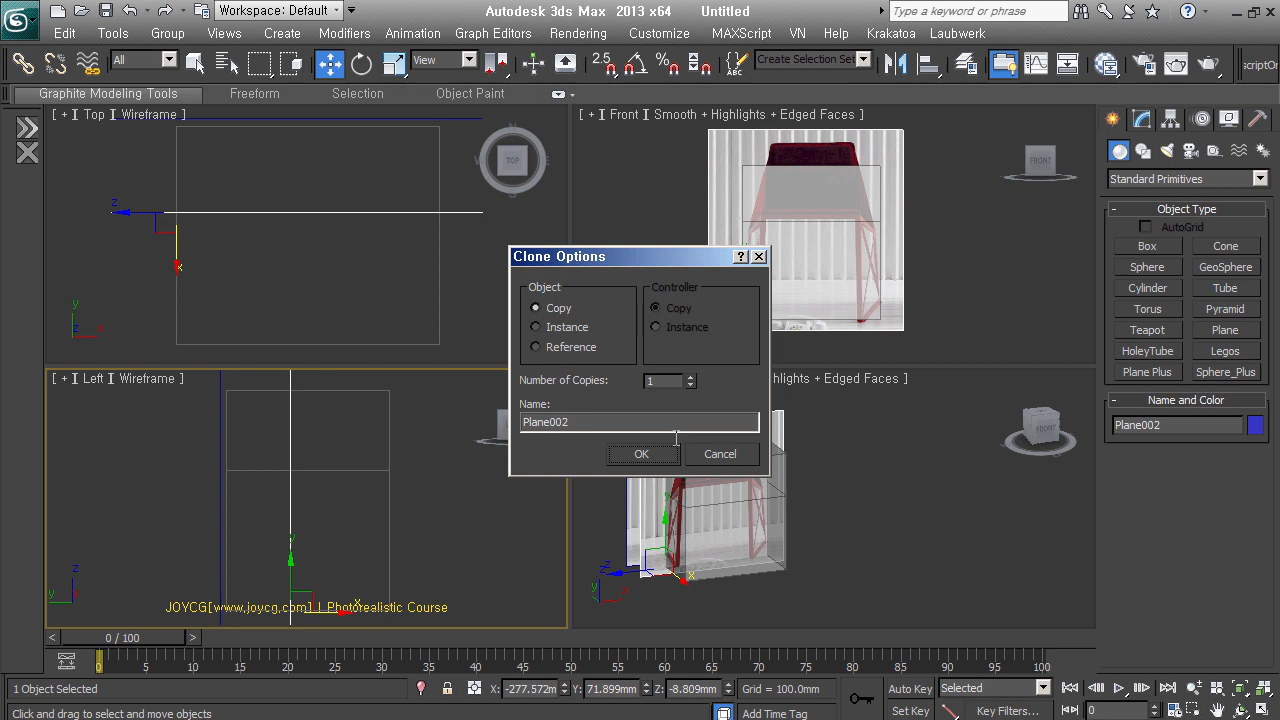 Workspace: Default
Autodesk 3ds Max 2013 x64
Untitled
Type a keyword or phrase
Edit Tools Group Views Create Modifiers Animation Graph Editors Rendering Customize MAXScript VN Help Krakatoa Laubwerk
All
View
2.5
Create Selection Set
Graphite Modeling Tools
Freeform
Selection
Object Paint
[ + ] [ Top ] [ Wireframe ]
[ + ] [ Front ] [ Smooth + Highlights + Edged Faces ]
TOP
FRONT
Standard Primitives
Object Type
AutoGrid
Box
Cone
Sphere
GeoSphere
Cylinder
Tube
Torus
Pyramid
Teapot
Plane
HoleyTube
Legos
Plane Plus
Sphere_Plus
Name and Color
Plane002
Clone Options
Object
Controller
Copy
Copy
Instance
Instance
Reference
Number of Copies:
1
Name:
Plane002
OK
Cancel
[ + ] [ Left ] [ Wireframe ]
hlights + Edged Faces ]
FRONT
JOYCG[www.joycg.com] | Photorealistic Course
0 / 100
0 5 10 15 20 25 30 35 40 45 50 55 60 65 70 75 80 85 90 95 100
1 Object Selected
X: -277.572m
Y: 71.899mm
Z: -8.809mm
Grid = 100.0mm
Auto Key
Selected
Click and drag to select and move objects
Add Time Tag
Set Key
Key Filters...
0